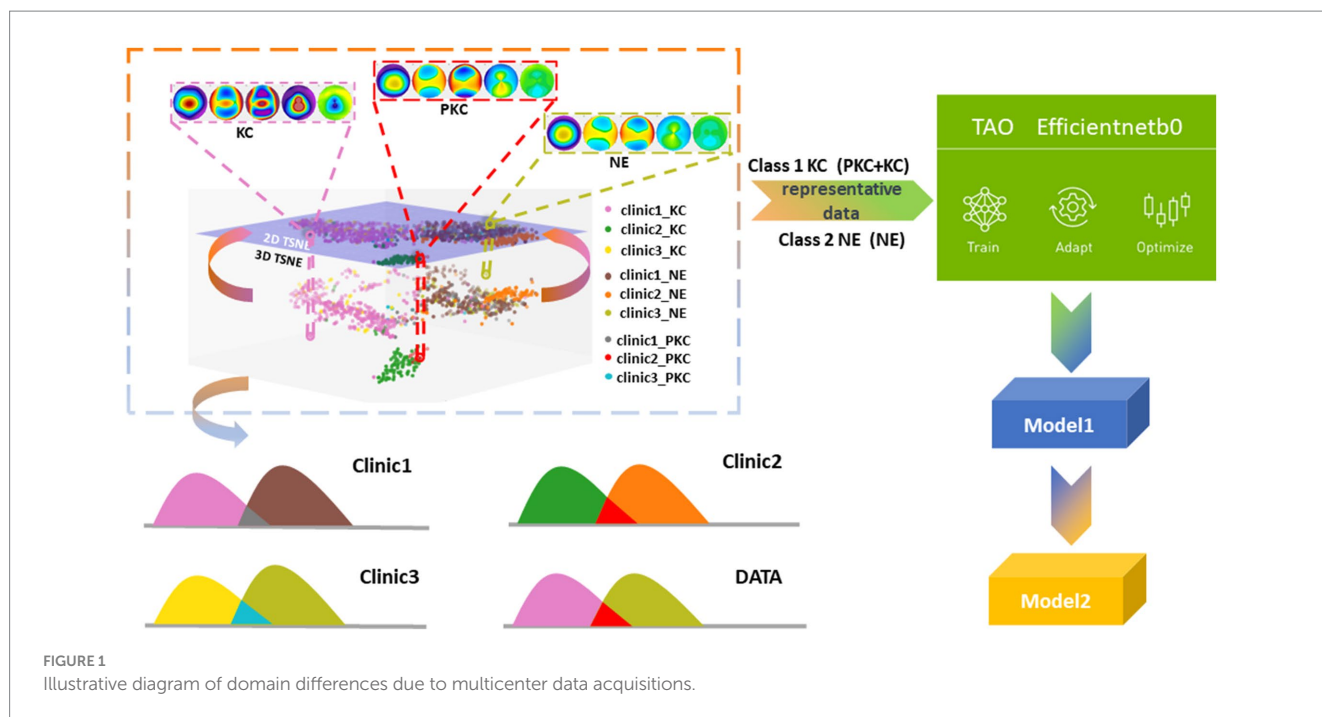 KC
PKC
NE
2D TSNE
3D TSNE
clinic1_KC
clinic2_KC
clinic3_KC
clinic1_NE
clinic2_NE
clinic3_NE
clinic1_PKC
clinic2_PKC
clinic3_PKC
Class 1 KC (PKC+KC)
representative
data
Class 2 NE (NE)
TAO Efficientnetb0
Train
Adapt
Optimize
Model1
Model2
Clinic1
Clinic2
Clinic3
DATA
FIGURE 1
Illustrative diagram of domain differences due to multicenter data acquisitions.